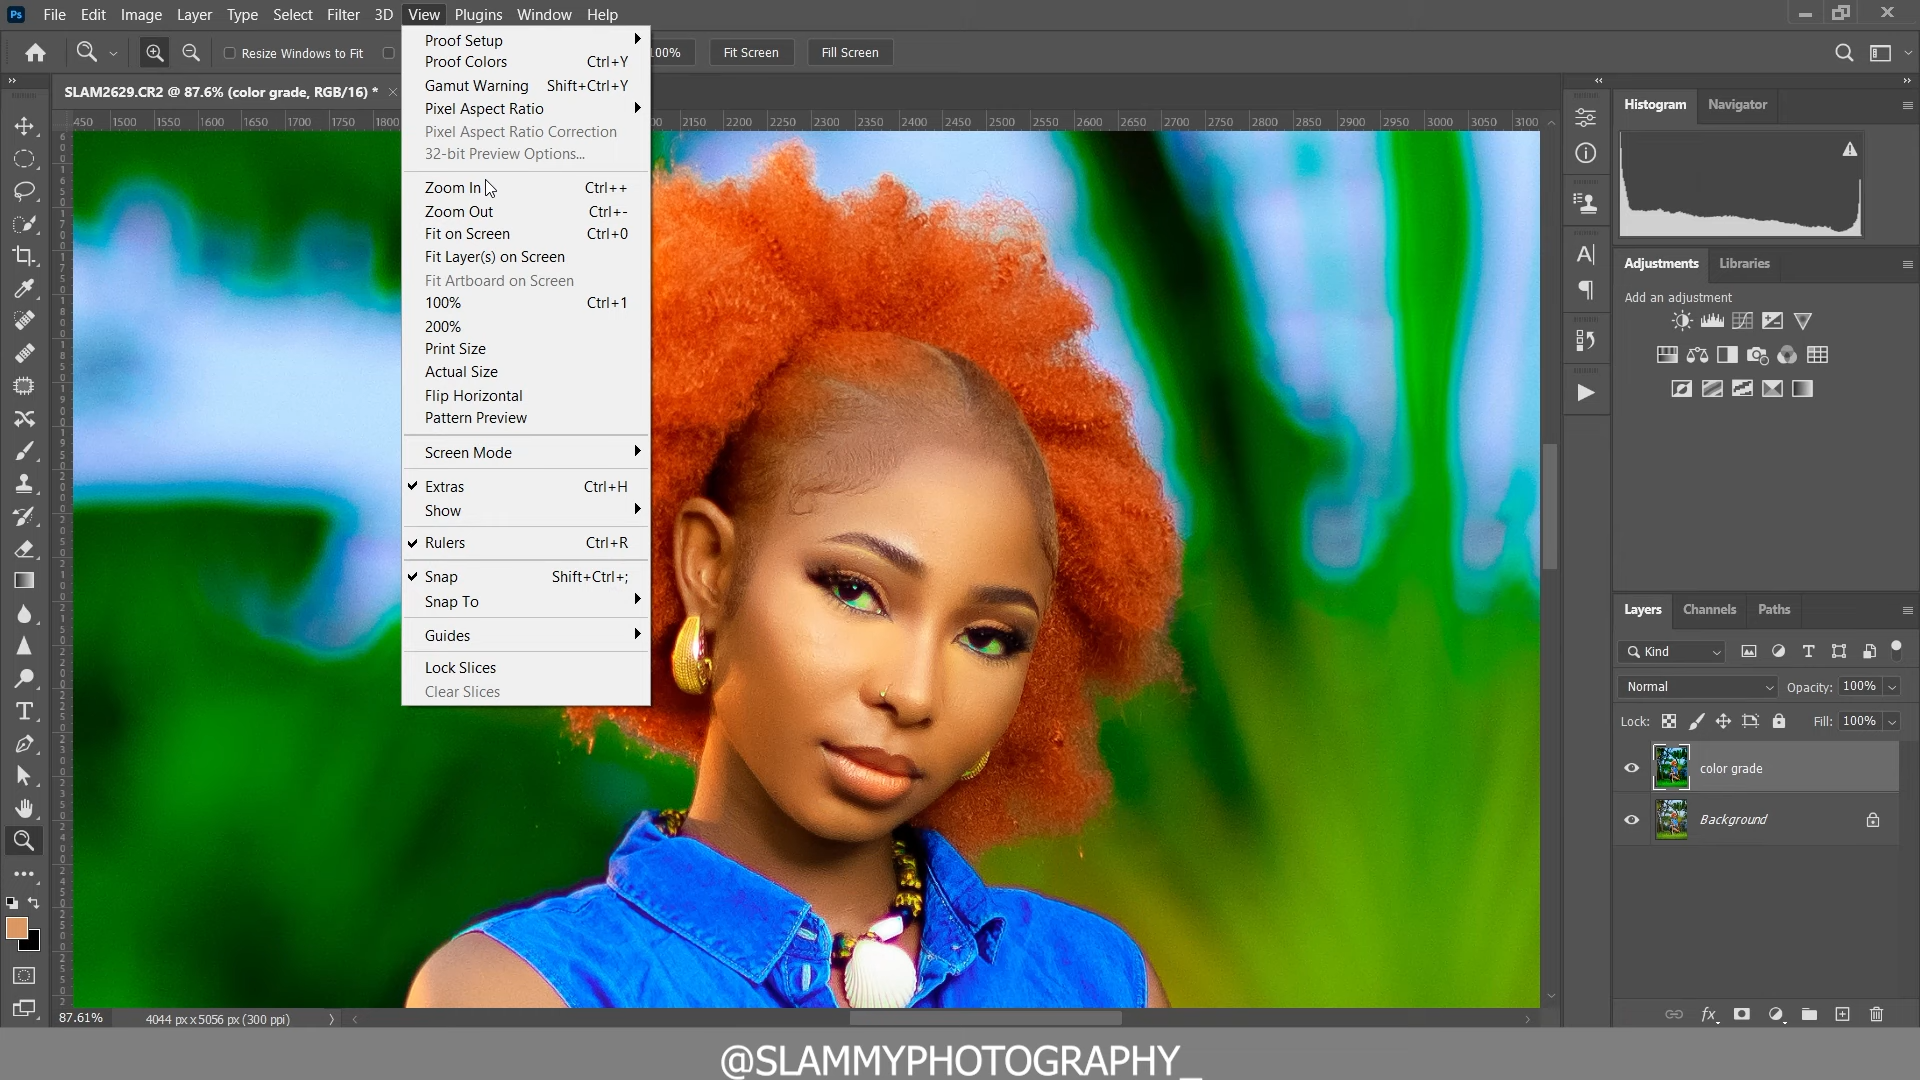 Ps File Edit Image Layer Type Select Filter 3D View Plugins Window Help
Resize Windows to Fit
100% Fit Screen Fill Screen
SLAM2629.CR2 @ 87.6% (color grade, RGB/16) *
450 1500 1550 1600 1650 1700 1750 1800
2150 2200 2250 2300 2350 2400 2450 2500 2550 2600 2650 2700 2750 2800 2850 2900 2950 3000 3050 3100
Proof Setup
Proof Colors Ctrl+Y
Gamut Warning Shift+Ctrl+Y
Pixel Aspect Ratio
Pixel Aspect Ratio Correction
32-bit Preview Options...
Zoom In Ctrl++
Zoom Out Ctrl+-
Fit on Screen Ctrl+0
Fit Layer(s) on Screen
Fit Artboard on Screen
100% Ctrl+1
200%
Print Size
Actual Size
Flip Horizontal
Pattern Preview
Screen Mode
Extras Ctrl+H
Show
Rulers Ctrl+R
Snap Shift+Ctrl+;
Snap To
Guides
Lock Slices
Clear Slices
Histogram Navigator
Adjustments Libraries
Add an adjustment
Layers Channels Paths
Kind
Normal Opacity: 100%
Lock: Fill: 100%
color grade
Background
87.61% 4044 px x 5056 px (300 ppi)
@SLAMMYPHOTOGRAPHY_